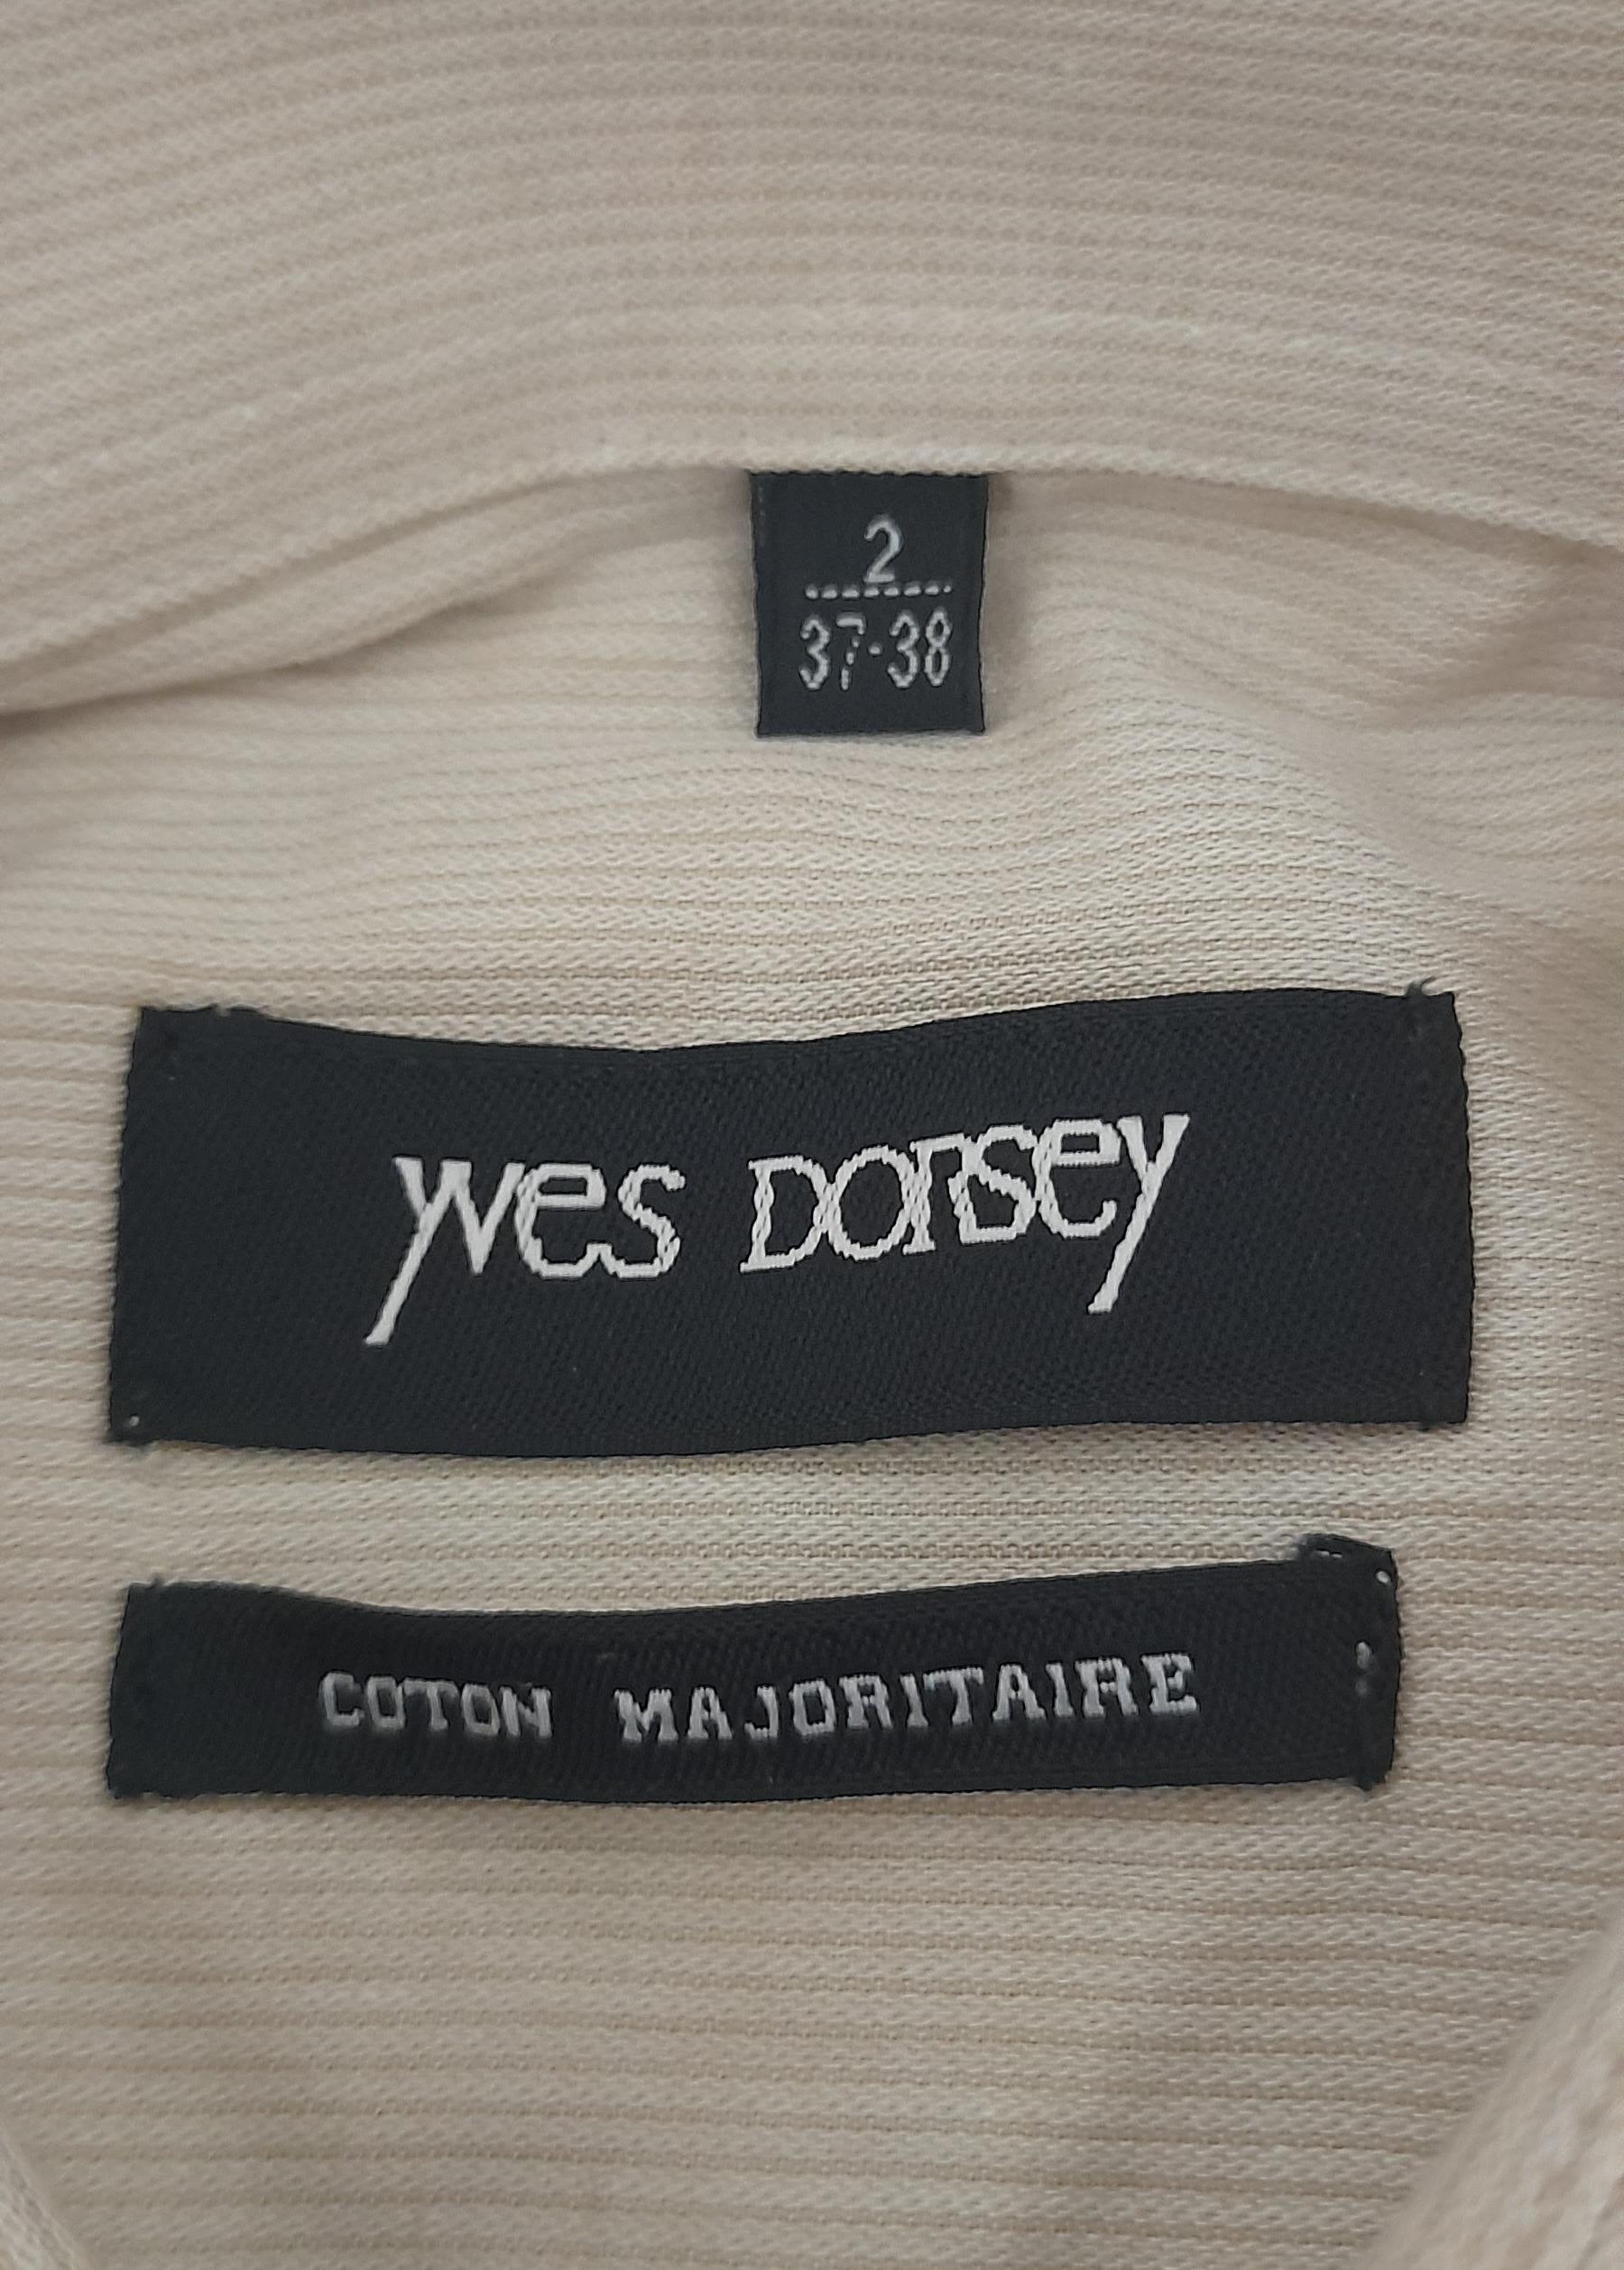 2
37·38
yves Dorsey
COTON MAJORITAIRE